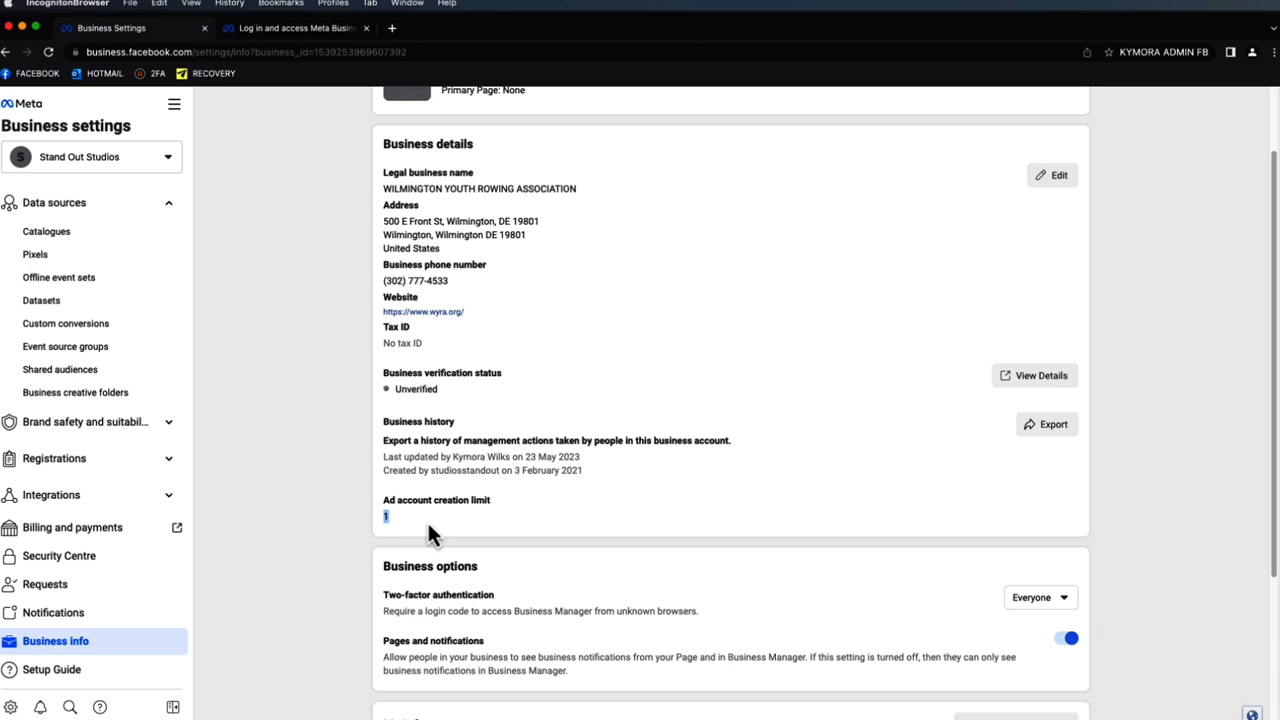 IncognitonBrowser File Edit View History Bookmarks Profiles Tab Window Help
Business Settings × Log in and access Meta Busin × +
business.facebook.com/settings/info?business_id=1539253969607392 KYMORA ADMIN FB
FACEBOOK HOTMAIL 2FA RECOVERY
Meta
Business settings
S Stand Out Studios
Data sources
Catalogues
Pixels
Offline event sets
Datasets
Custom conversions
Event source groups
Shared audiences
Business creative folders
Brand safety and suitabil...
Registrations
Integrations
Billing and payments
Security Centre
Requests
Notifications
Business info
Setup Guide
Primary Page: None
Business details
Legal business name
WILMINGTON YOUTH ROWING ASSOCIATION
Edit
Address
500 E Front St, Wilmington, DE 19801
Wilmington, Wilmington DE 19801
United States
Business phone number
(302) 777-4533
Website
https://www.wyra.org/
Tax ID
No tax ID
Business verification status
Unverified
View Details
Business history
Export a history of management actions taken by people in this business account.
Last updated by Kymora Wilks on 23 May 2023
Created by studiosstandout on 3 February 2021
Export
Ad account creation limit
1
Business options
Two-factor authentication
Require a login code to access Business Manager from unknown browsers.
Everyone
Pages and notifications
Allow people in your business to see business notifications from your Page and in Business Manager. If this setting is turned off, then they can only see
business notifications in Business Manager.